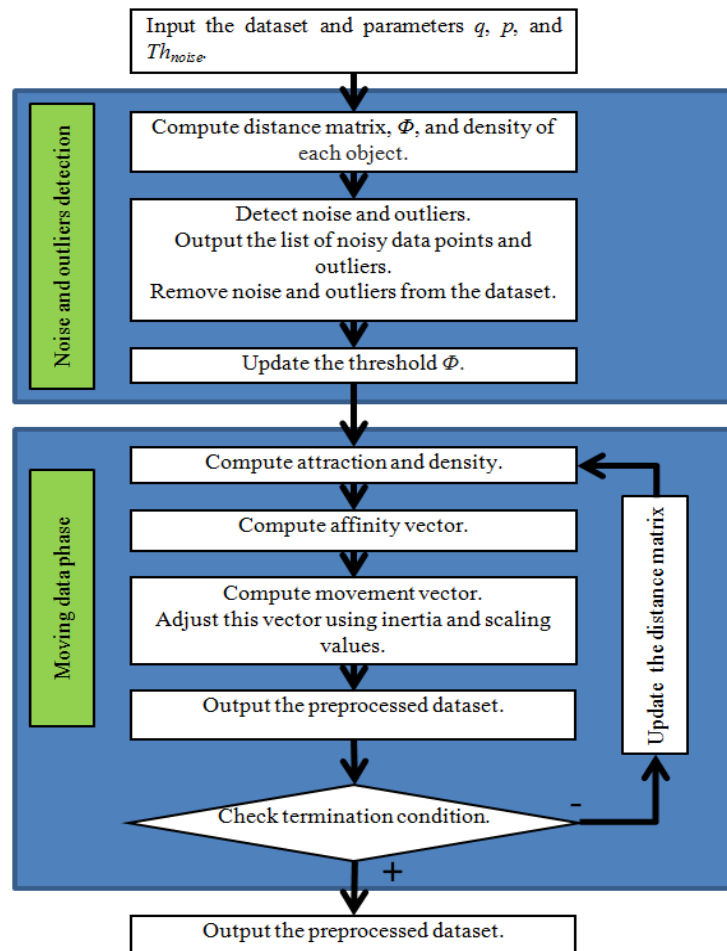 Input the dataset and parameters q, p, and
Th_noise.
Noise and outliers detection
Compute distance matrix, Φ, and density of
each object.
Detect noise and outliers.
Output the list of noisy data points and
outliers.
Remove noise and outliers from the dataset.
Update the threshold Φ.
Moving data phase
Compute attraction and density.
Compute affinity vector.
Compute movement vector.
Adjust this vector using inertia and scaling
values.
Output the preprocessed dataset.
Check termination condition.
-
Update the distance matrix
+
Output the preprocessed dataset.